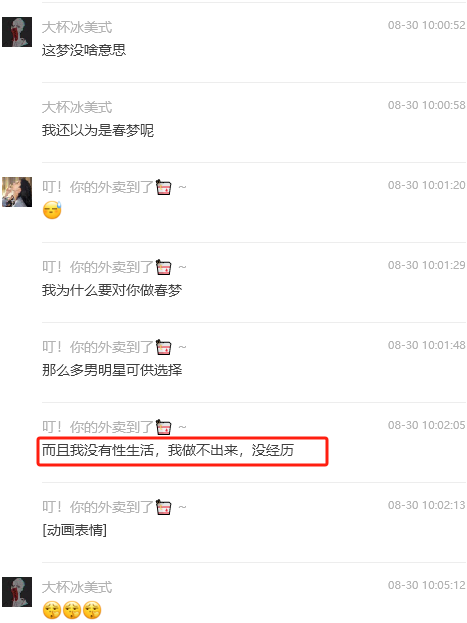 大杯冰美式 08-30 10:00:52
这梦没啥意思
大杯冰美式 08-30 10:00:58
我还以为是春梦呢
叮！你的外卖到了 ~ 08-30 10:01:20
😅
叮！你的外卖到了 ~ 08-30 10:01:29
我为什么要对你做春梦
叮！你的外卖到了 ~ 08-30 10:01:48
那么多男明星可供选择
叮！你的外卖到了 ~ 08-30 10:02:05
而且我没有性生活，我做不出来，没经历
叮！你的外卖到了 ~ 08-30 10:02:13
[动画表情]
大杯冰美式 08-30 10:05:12